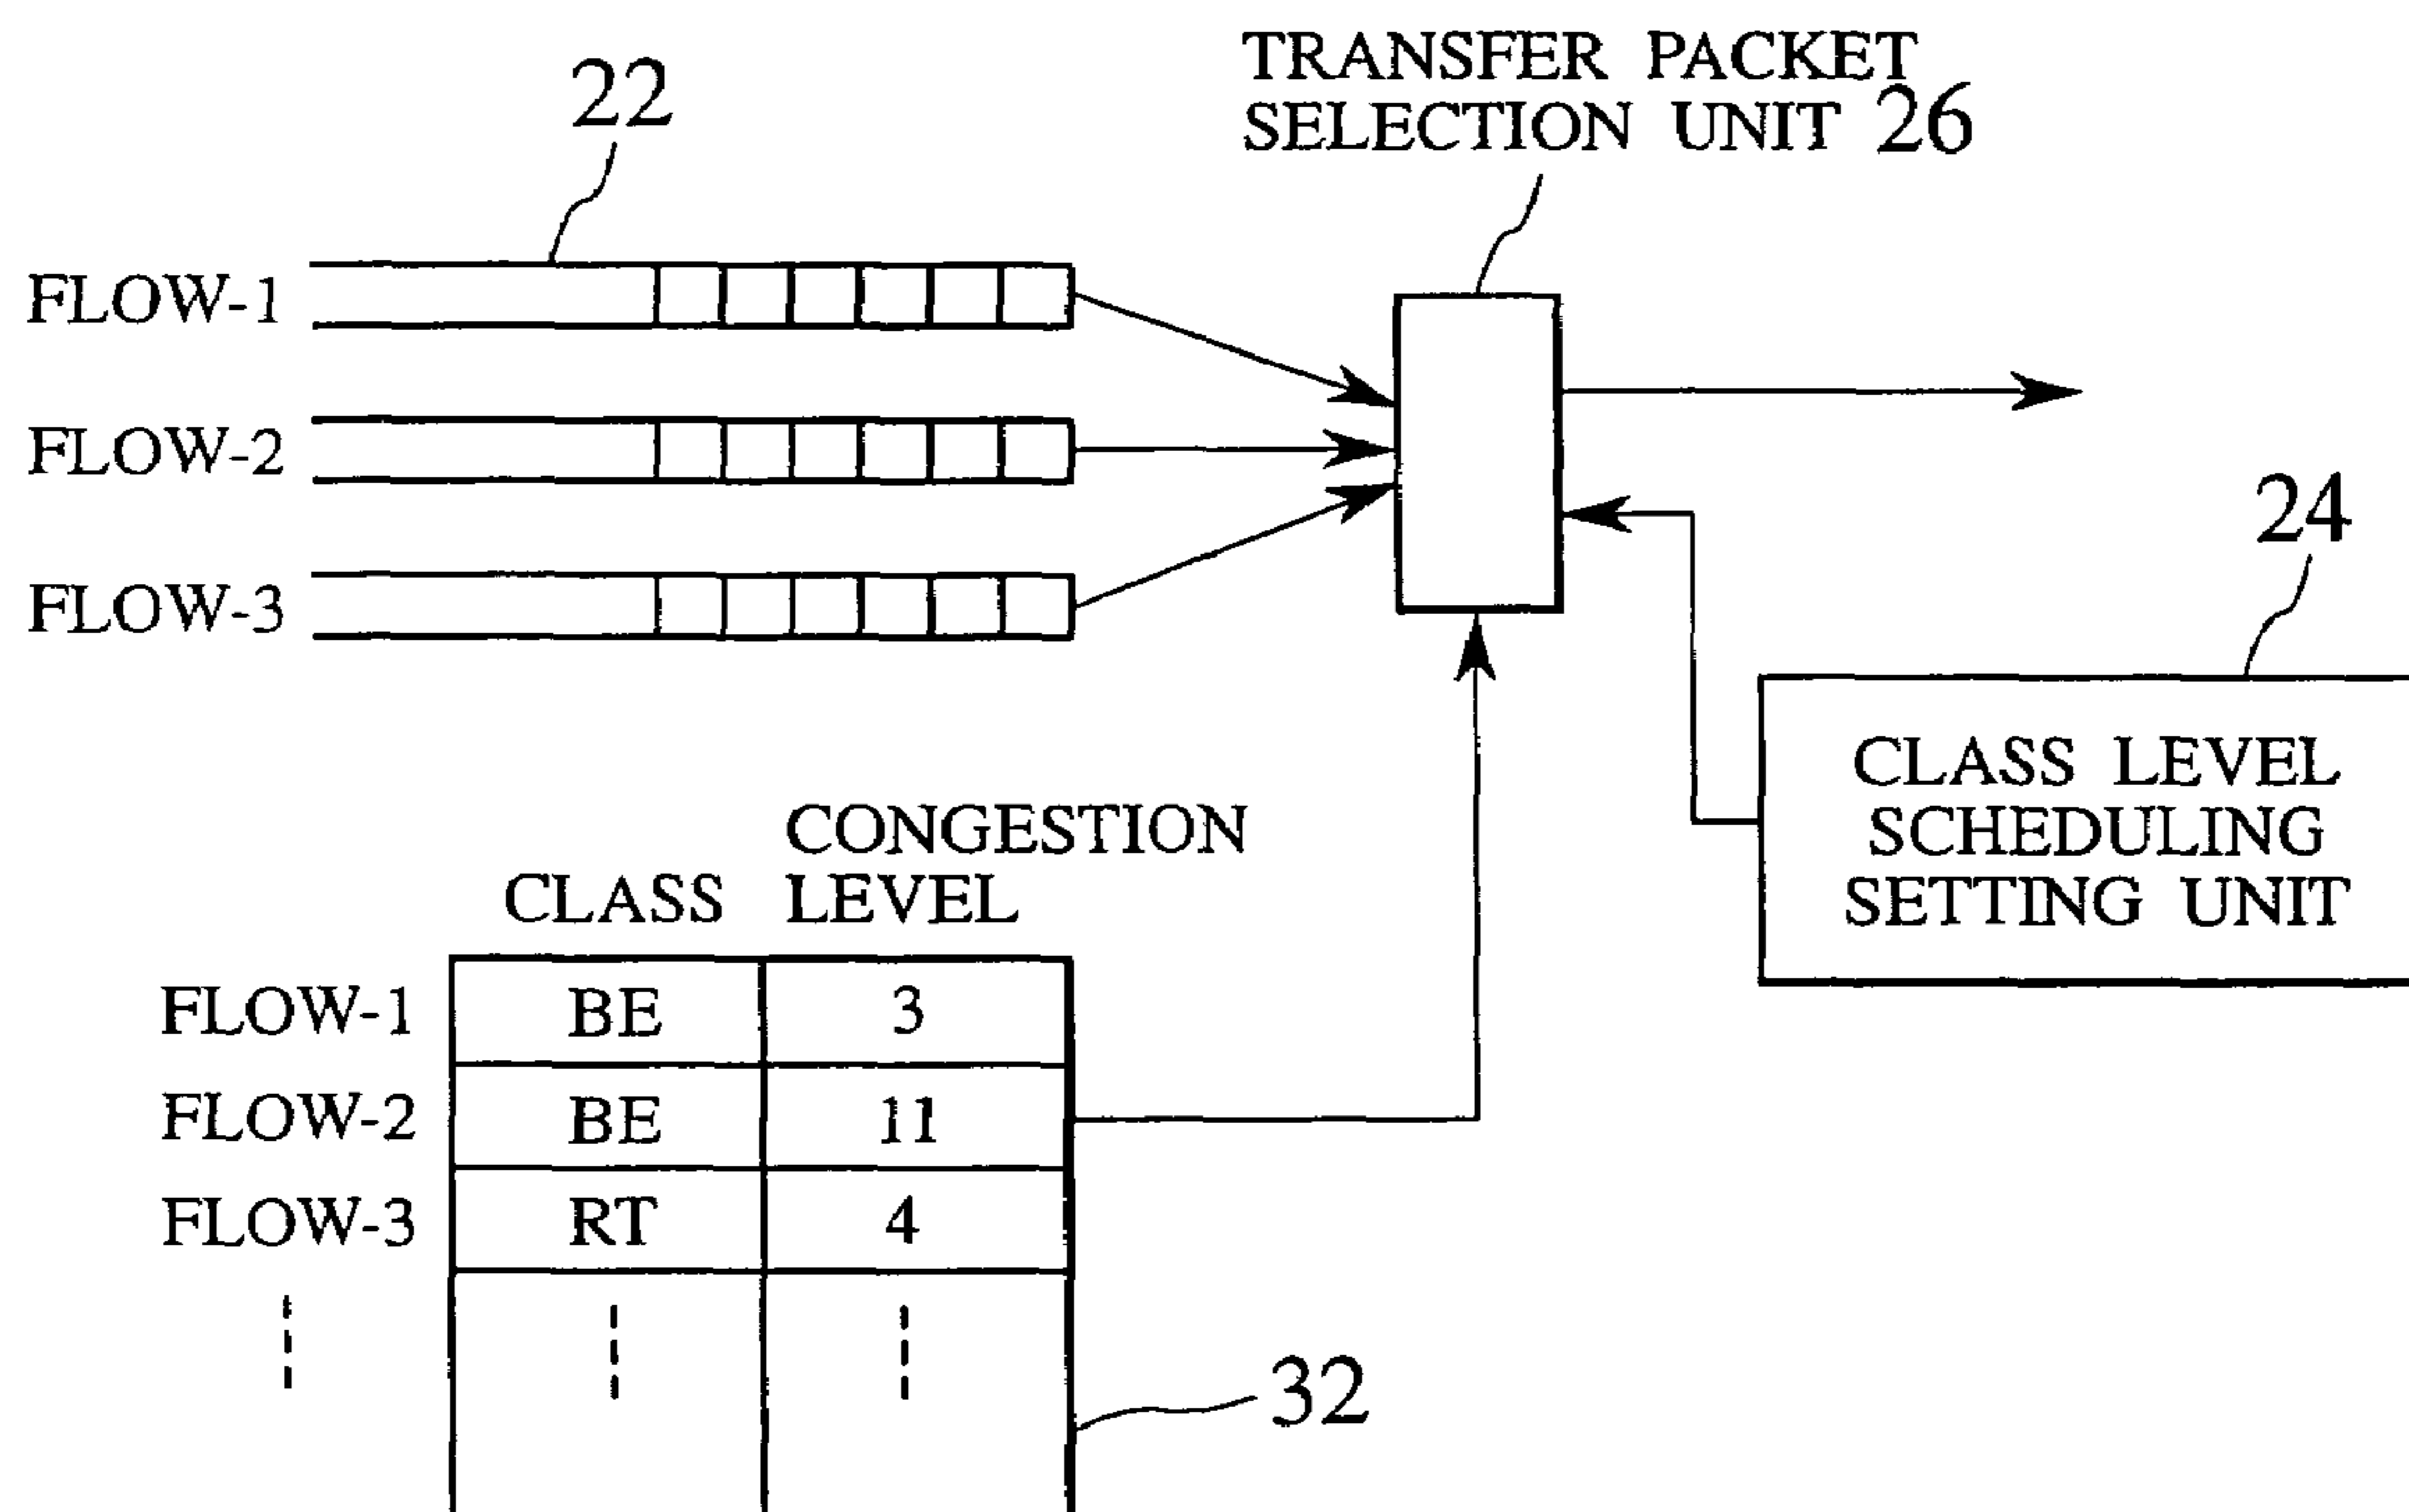 22
TRANSFER PACKET
SELECTION UNIT 26
FLOW-1
FLOW-2
FLOW-3
24
CLASS LEVEL
SCHEDULING
SETTING UNIT
CONGESTION
CLASS LEVEL
FLOW-1 BE 3
FLOW-2 BE 11
FLOW-3 RT 4
32